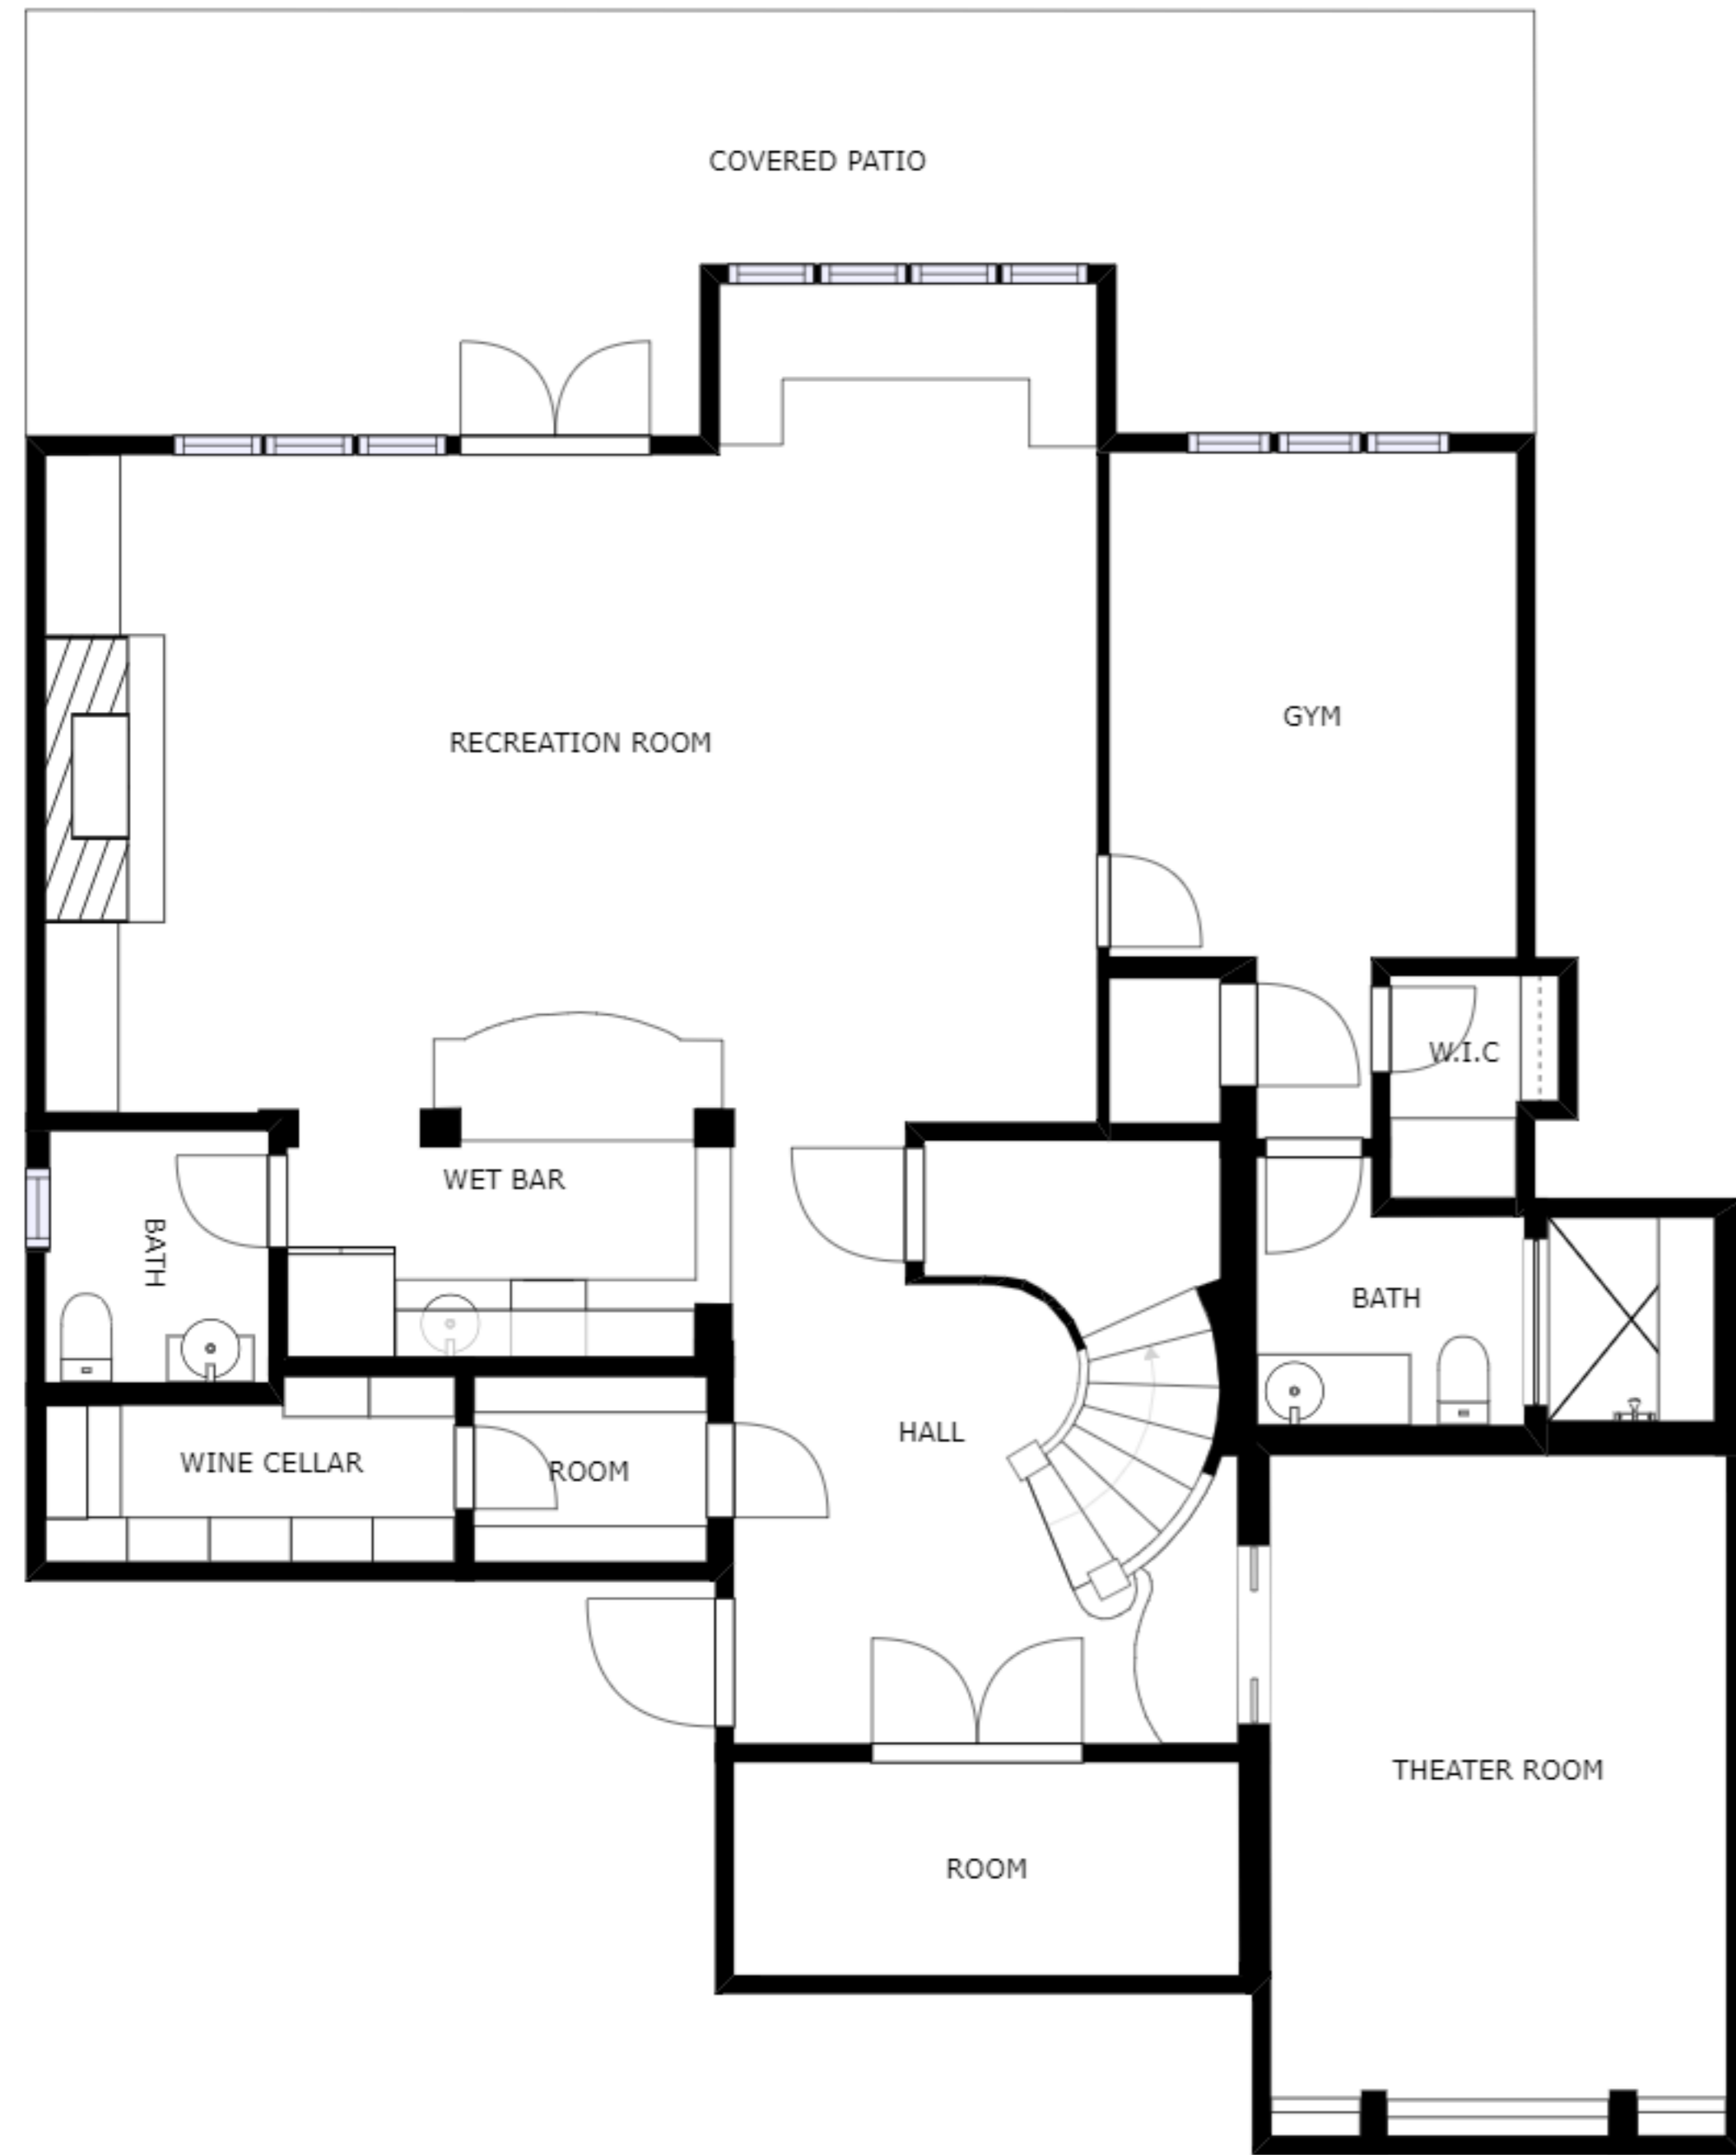 COVERED PATIO
RECREATION ROOM
GYM
W.I.C
WET BAR
BATH
BATH
HALL
WINE CELLAR
ROOM
THEATER ROOM
ROOM